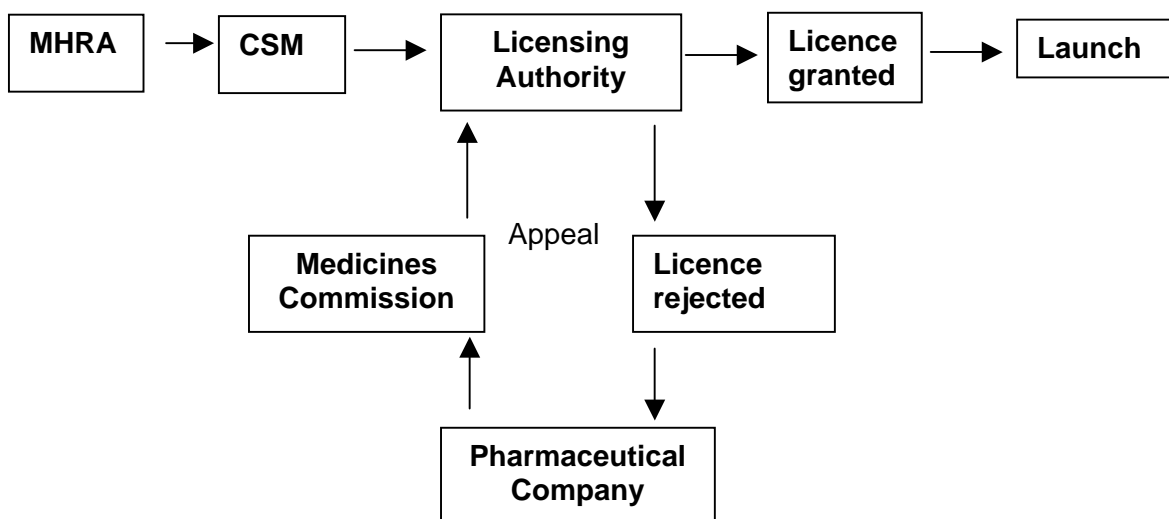 MHRA
CSM
Licensing
Authority
Licence
granted
Launch
Medicines
Commission
Appeal
Licence
rejected
Pharmaceutical
Company